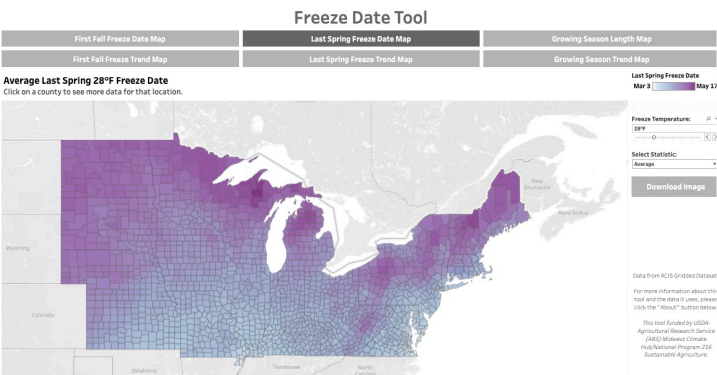 Freeze Date Tool
First Fall Freeze Date Map
Last Spring Freeze Date Map
Growing Season Length Map
First Fall Freeze Trend Map
Last Spring Freeze Trend Map
Growing Season Trend Map
Average Last Spring 28°F Freeze Date
Click on a county to see more data for that location.
Last Spring Freeze Date
Mar 3
May 17
Freeze Temperature:
28°F
Select Statistic:
Average
Download Image
New
Brunswick
Nova Scotia
Wyoming
Colorado
Oklahoma
Tennessee
North
Data from ACIS Gridded Dataset
For more information about this
tool and the data it uses, please
click the "About" button below
This tool funded by USDA-
Agricultural Research Service
(ARS) Midwest Climate
Hub/National Program 216
Sustainable Agriculture.